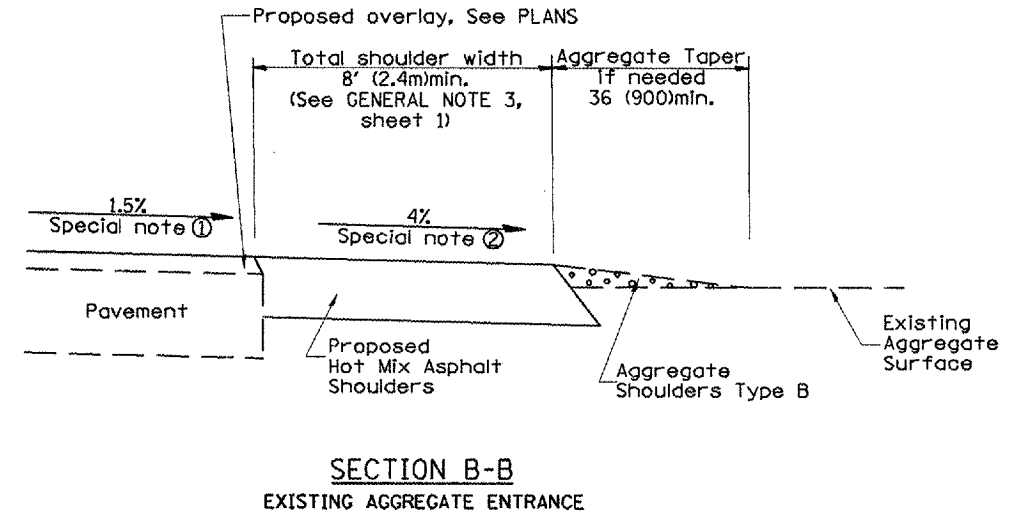 Proposed overlay, See PLANS
Total shoulder width
8' (2.4m)min.
(See GENERAL NOTE 3,
sheet 1)
Aggregate Taper
if needed
36 (900)min.
1.5%
Special note ①
4%
Special note ②
Pavement
Proposed
Hot Mix Asphalt
Shoulders
Aggregate
Shoulders Type B
Existing
Aggregate
Surface
SECTION B-B
EXISTING AGGREGATE ENTRANCE